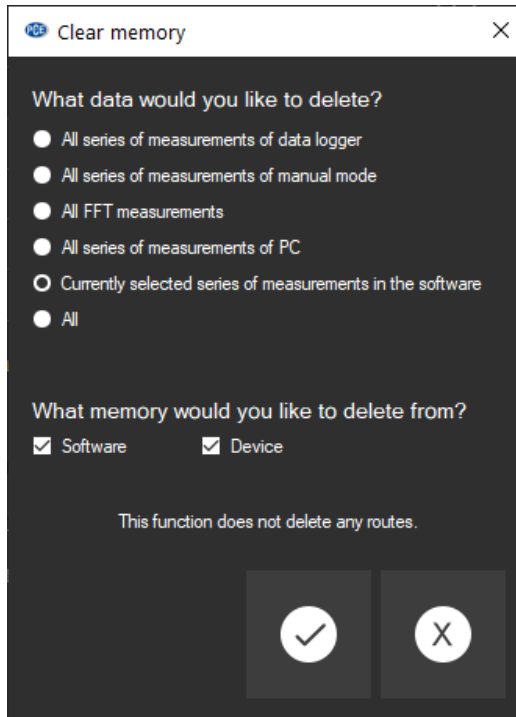 PCE
Clear memory
What data would you like to delete?
All series of measurements of data logger
All series of measurements of manual mode
All FFT measurements
All series of measurements of PC
Currently selected series of measurements in the software
All
What memory would you like to delete from?
Software Device
This function does not delete any routes.
X